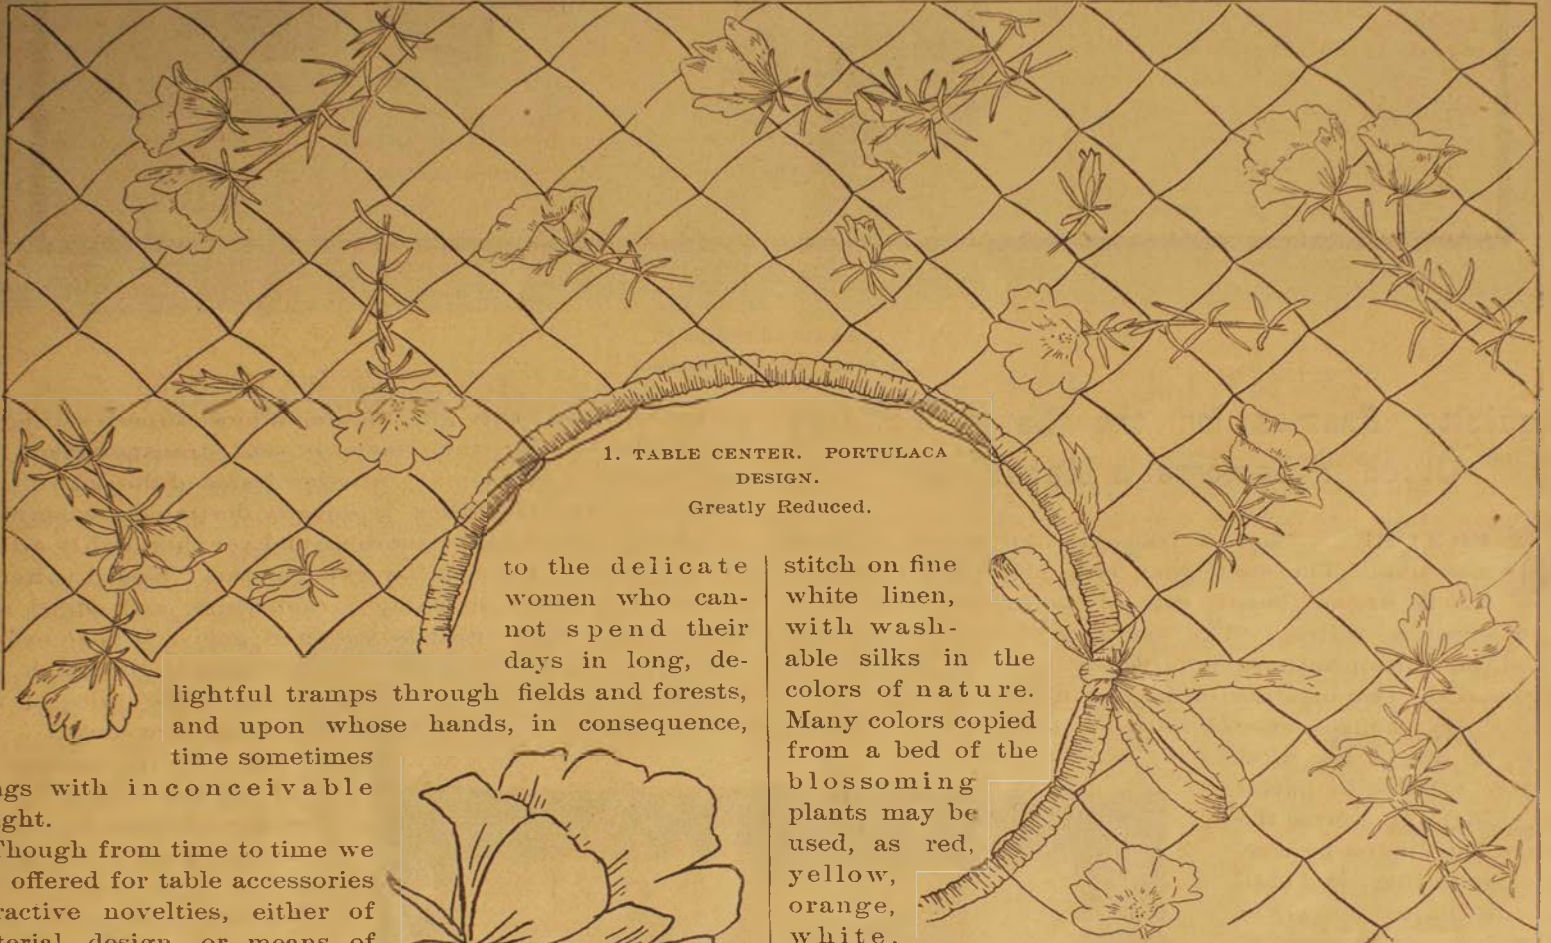 1. TABLE CENTER. PORTULACA
DESIGN.
Greatly Reduced.
to the delicate
women who can-
not spend their
days in long, de-
lightful tramps through fields and forests,
and upon whose hands, in consequence,
time sometimes
with inconceivable
Though from time to time we
offered for table accessories
novelties, either of
design, or means of
stitch on fine
white linen,
with wash-
able silks in the
colors of nature.
Many colors copied
from a bed of the
blossoming
plants may be
used, as red,
yellow,
orange,
white,